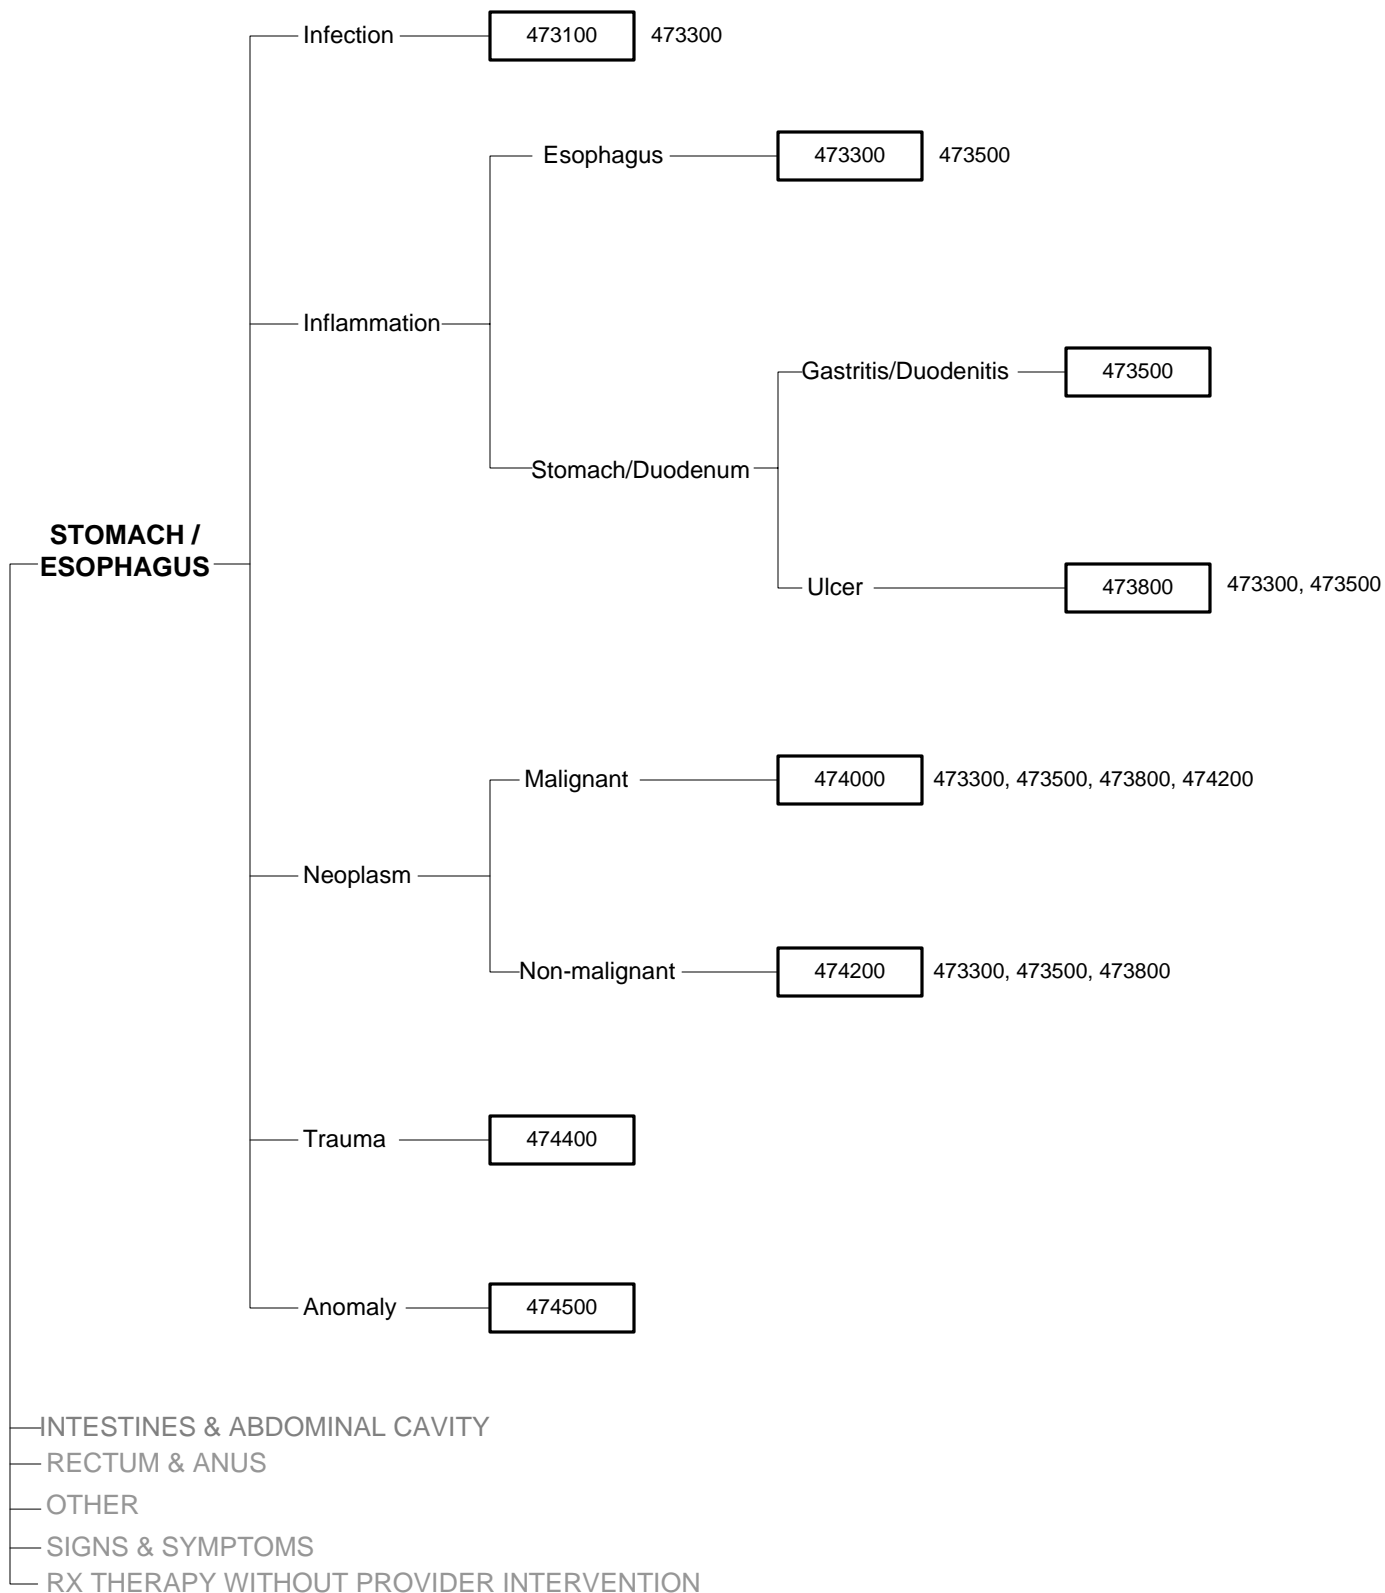 Infection
473100
473300
Esophagus
473300
473500
Inflammation
Gastritis/Duodenitis
473500
Stomach/Duodenum
STOMACH /
ESOPHAGUS
Ulcer
473800
473300, 473500
Malignant
474000
473300, 473500, 473800, 474200
Neoplasm
Non-malignant
474200
473300, 473500, 473800
Trauma
474400
Anomaly
474500
INTESTINES & ABDOMINAL CAVITY
RECTUM & ANUS
OTHER
SIGNS & SYMPTOMS
RX THERAPY WITHOUT PROVIDER INTERVENTION